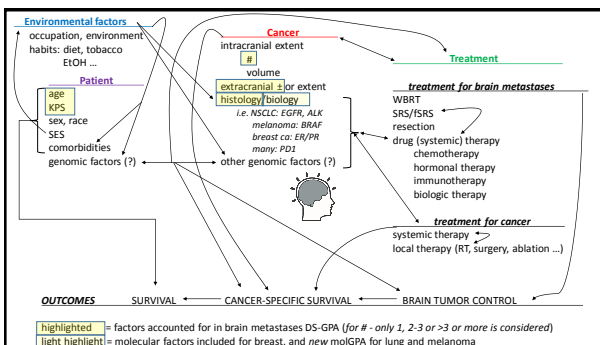 Environmental factors
occupation, environment
habits: diet, tobacco
EtOH ...
Patient
age
KPS
sex, race
SES
comorbidities
genomic factors (?)
Cancer
intracranial extent
#
volume
extracranial ± or extent
histology/biology
i.e. NSCLC: EGFR, ALK
melanoma: BRAF
breast ca: ER/PR
many: PD1
other genomic factors (?)
Treatment
treatment for brain metastases
WBRT
SRS/fSRS
resection
drug (systemic) therapy
chemotherapy
hormonal therapy
immunotherapy
biologic therapy
treatment for cancer
systemic therapy
local therapy (RT, surgery, ablation ...)
OUTCOMES SURVIVAL CANCER-SPECIFIC SURVIVAL BRAIN TUMOR CONTROL
highlighted = factors accounted for in brain metastases DS-GPA (for # - only 1, 2-3 or >3 or more is considered)
light highlight = molecular factors included for breast, and new molGPA for lung and melanoma